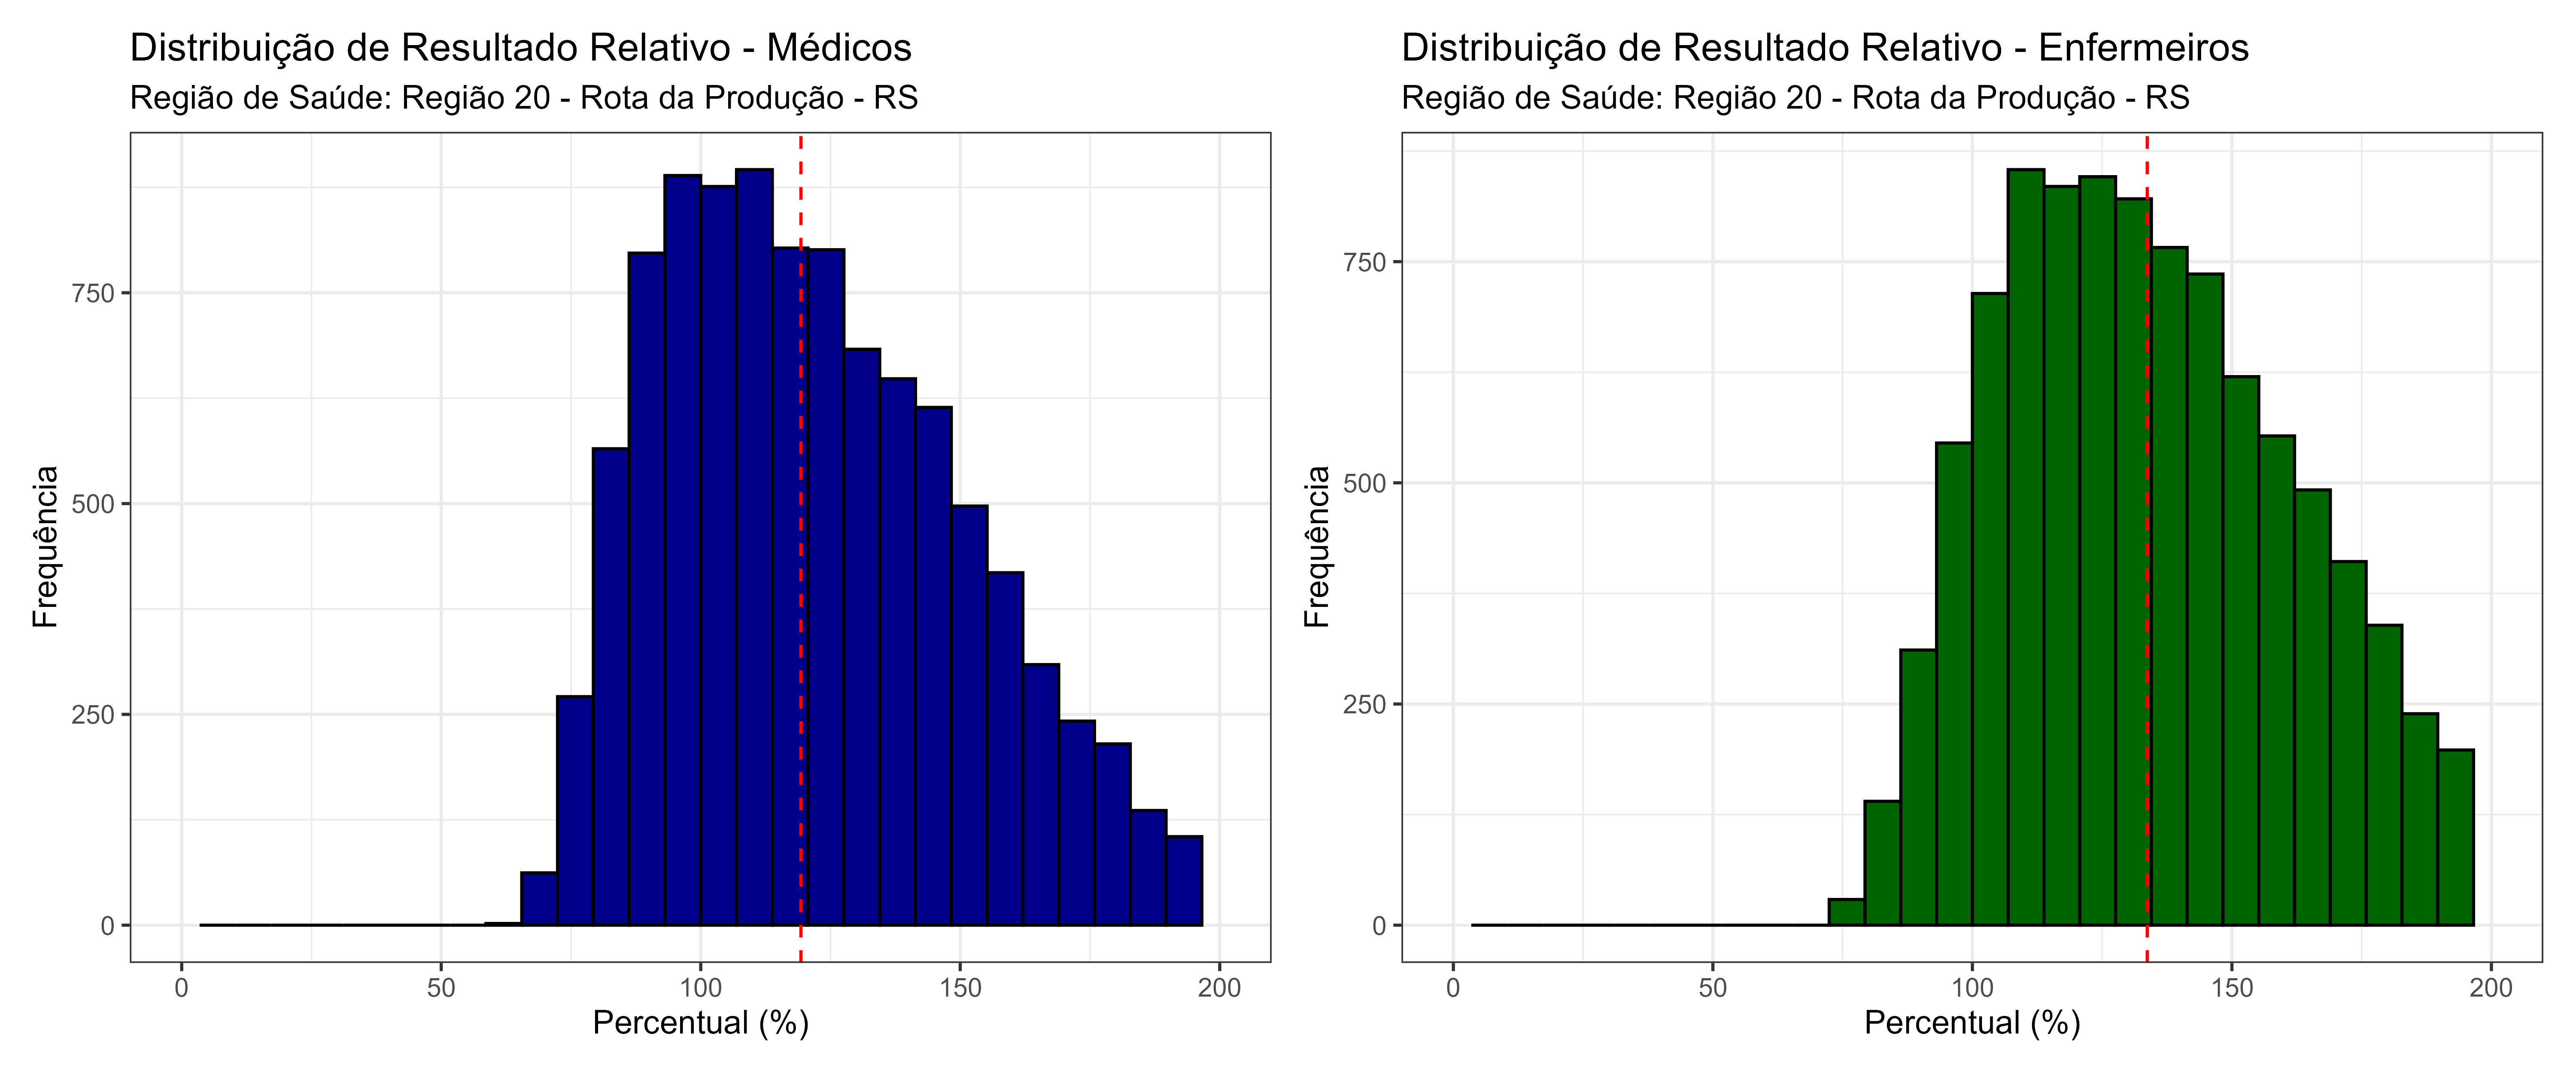 Distribuição de Resultado Relativo - Médicos
Região de Saúde: Região 20 - Rota da Produção - RS
Frequência
750
500
250
0
0 50 100 150 200
Percentual (%)
Distribuição de Resultado Relativo - Enfermeiros
Região de Saúde: Região 20 - Rota da Produção - RS
Frequência
750
500
250
0
0 50 100 150 200
Percentual (%)